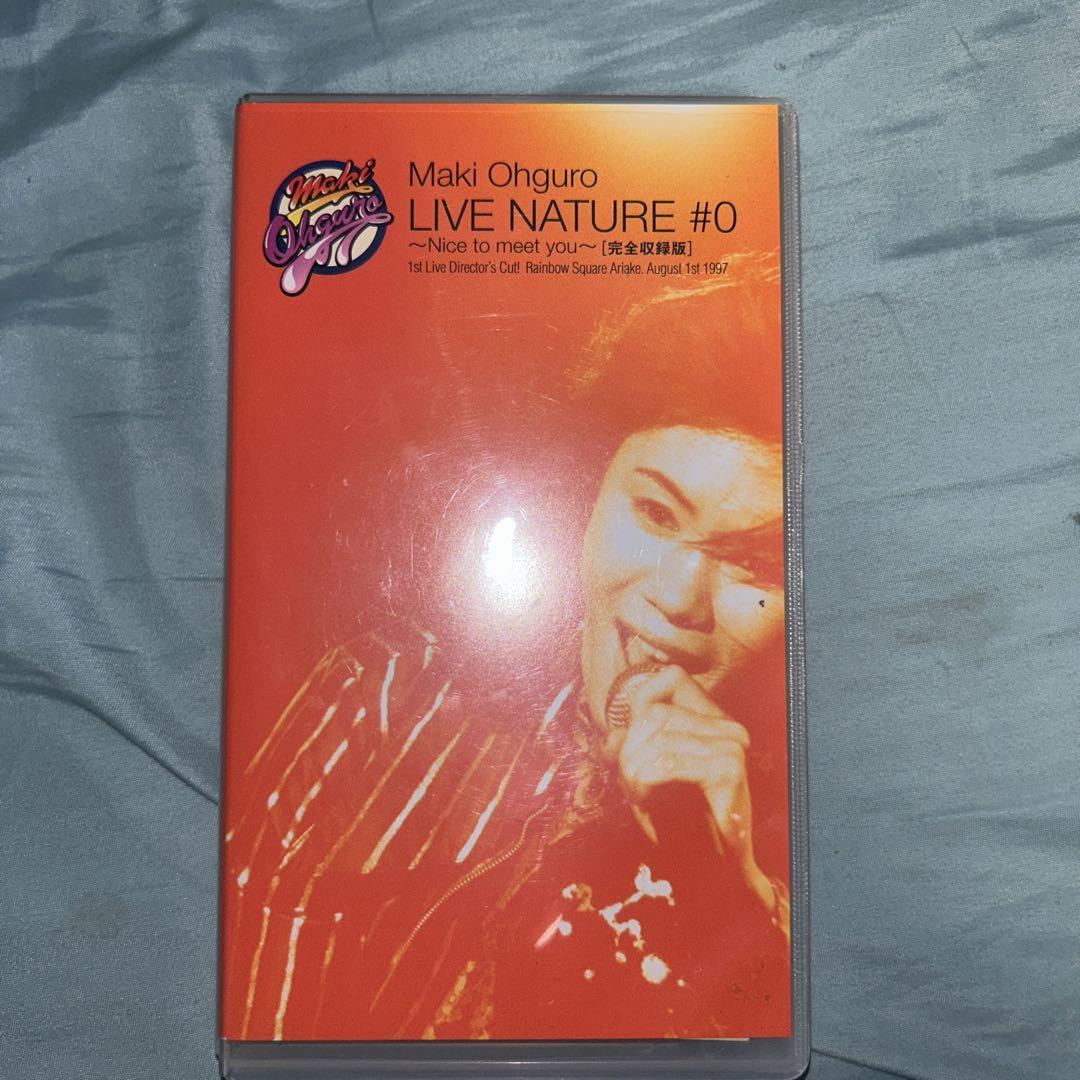 Maki
Ohguro
Maki Ohguro
LIVE NATURE #0
～Nice to meet you～ [完全収録版]
1st Live Director's Cut! Rainbow Square Ariake. August 1st 1997